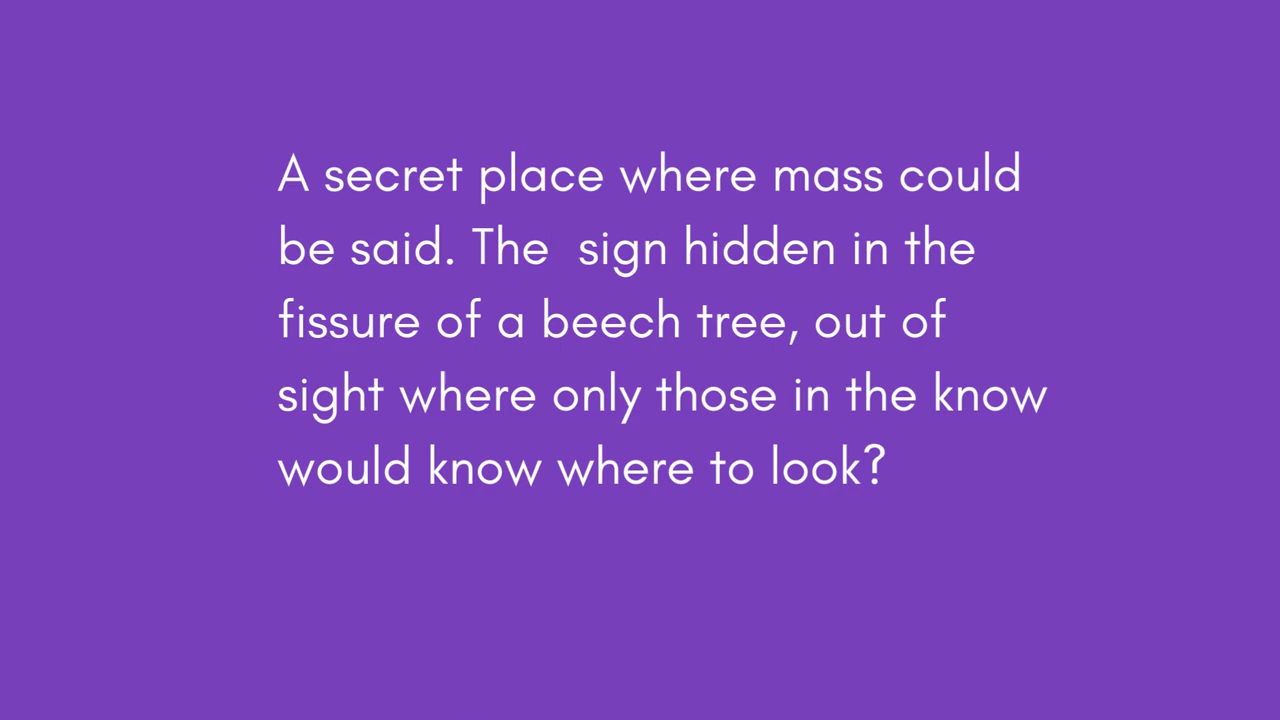 A secret place where mass could
be said. The  sign hidden in the
fissure of a beech tree, out of
sight where only those in the know
would know where to look?